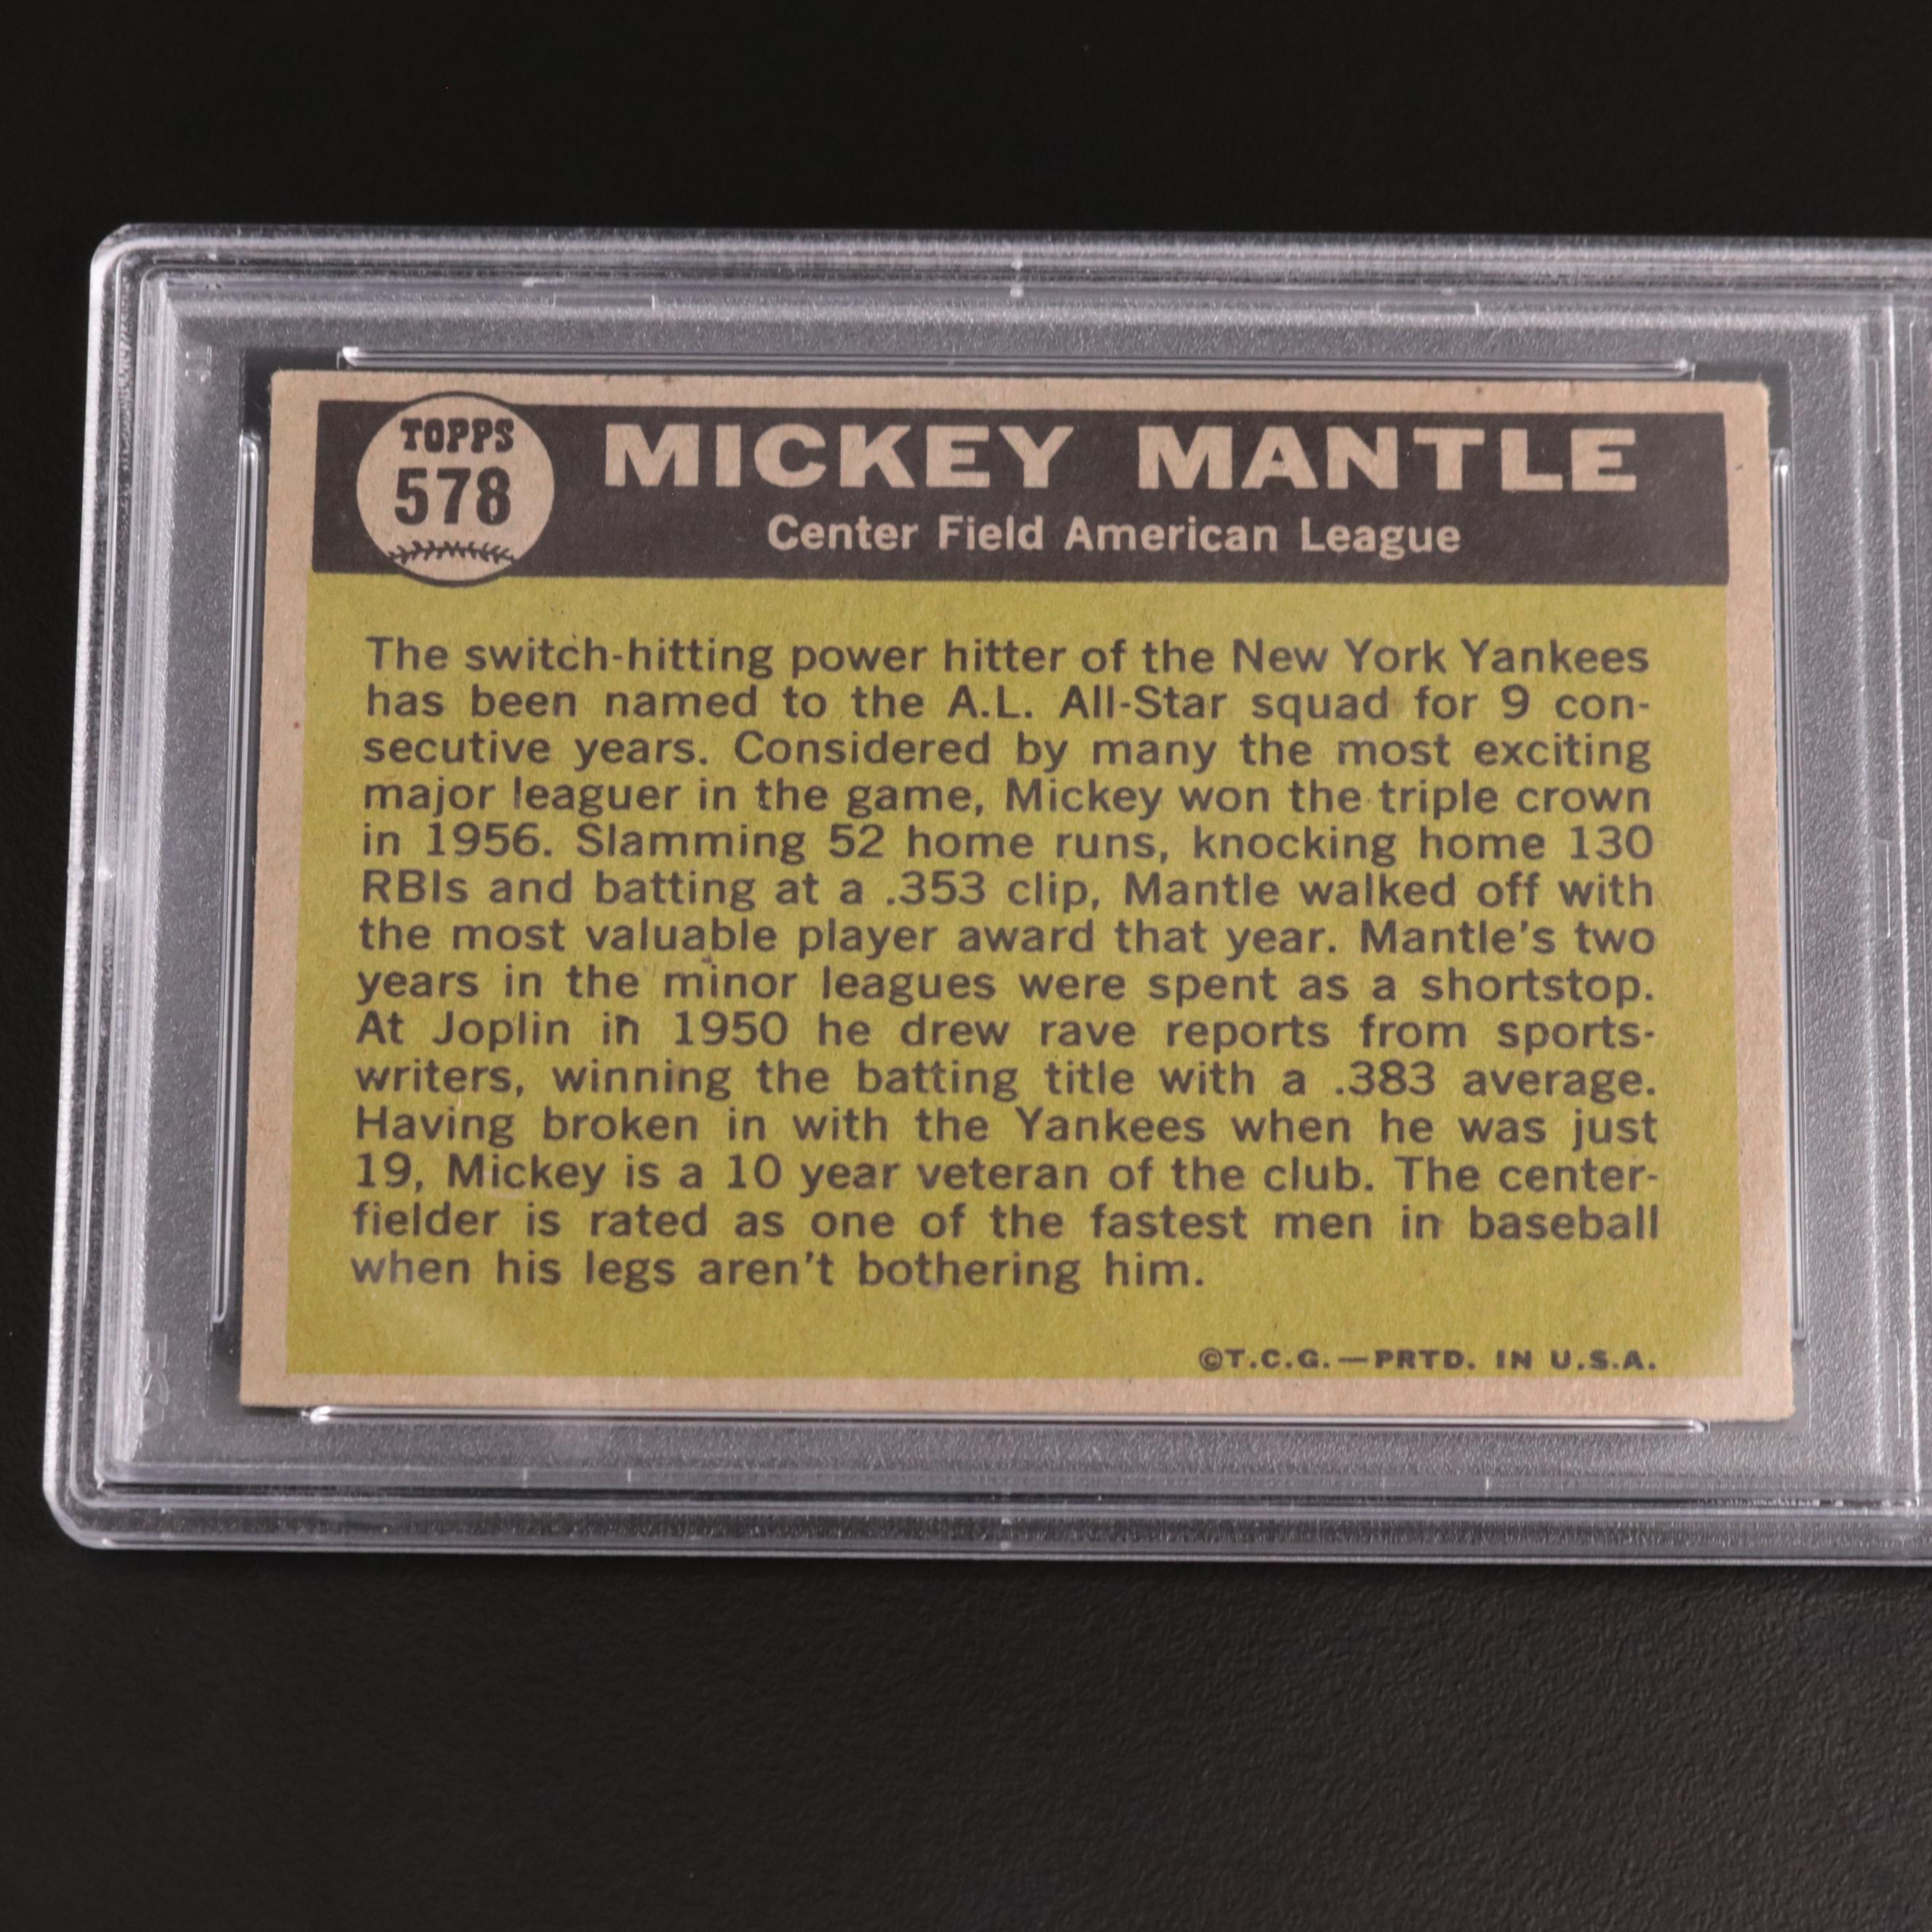 TOPPS
578
MICKEY MANTLE
Center Field American League
The switch-hitting power hitter of the New York Yankees
has been named to the A.L. All-Star squad for 9 con-
secutive years. Considered by many the most exciting
major leaguer in the game, Mickey won the triple crown
in 1956. Slamming 52 home runs, knocking home 130
RBIs and batting at a .353 clip, Mantle walked off with
the most valuable player award that year. Mantle's two
years in the minor leagues were spent as a shortstop.
At Joplin in 1950 he drew rave reports from sports-
writers, winning the batting title with a .383 average.
Having broken in with the Yankees when he was just
19, Mickey is a 10 year veteran of the club. The center-
fielder is rated as one of the fastest men in baseball
when his legs aren't bothering him.
©T.C.G.—PRTD. IN U.S.A.